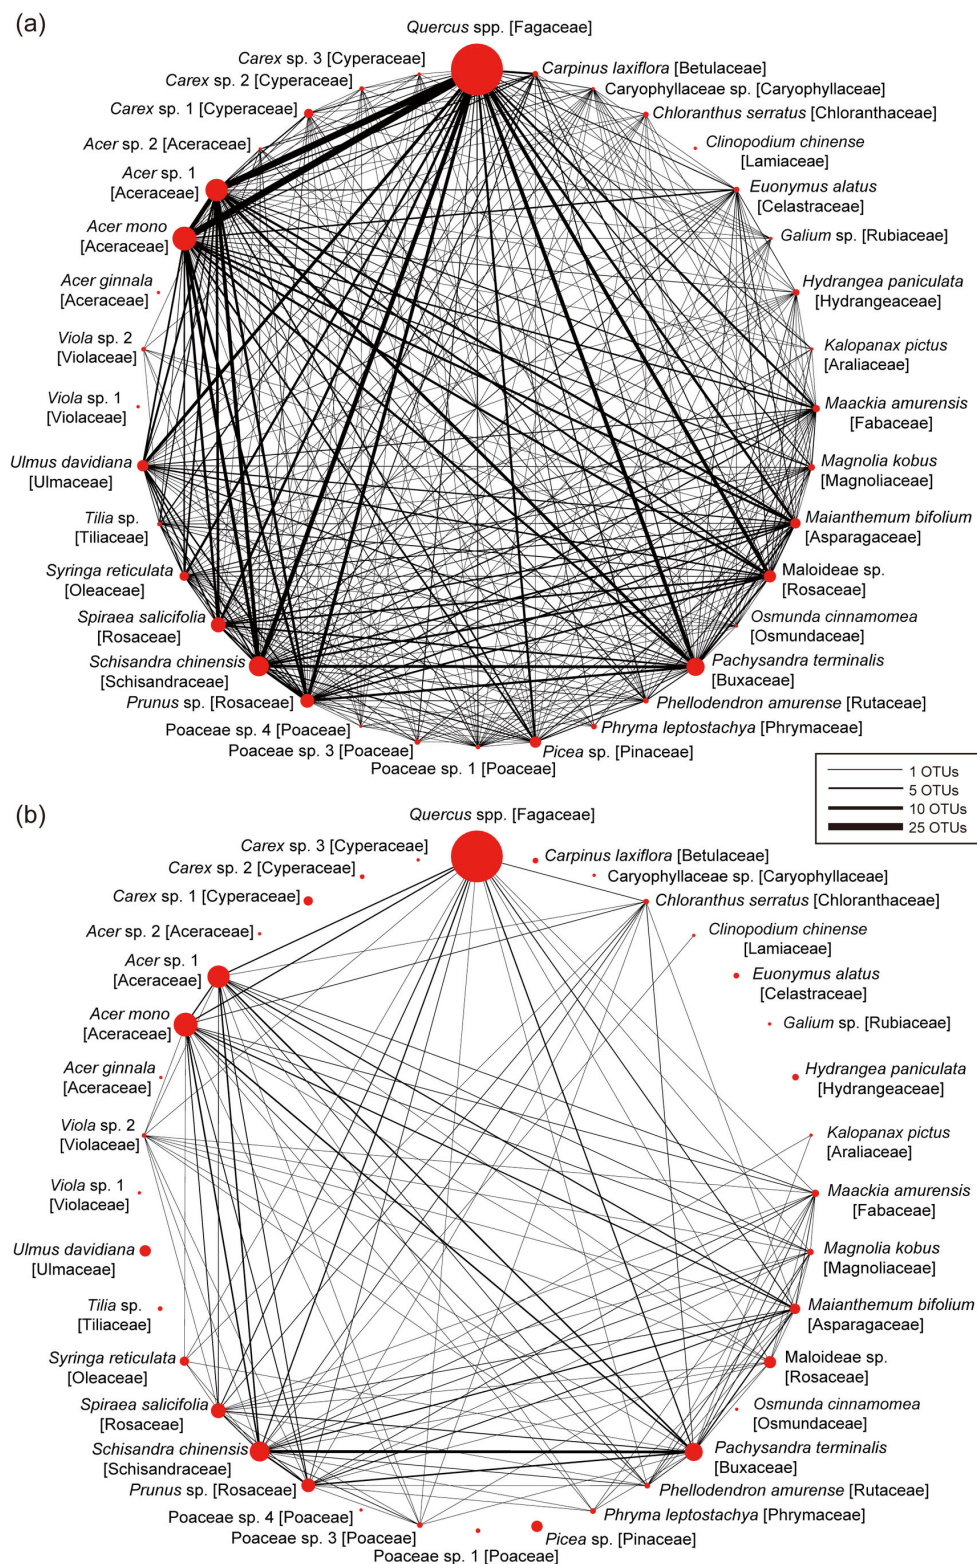 (a)
Quercus spp. [Fagaceae]
Carex sp. 3 [Cyperaceae]
Carex sp. 2 [Cyperaceae]
Carex sp. 1 [Cyperaceae]
Acer sp. 2 [Aceraceae]
Acer sp. 1
[Aceraceae]
Acer mono
[Aceraceae]
Acer ginnala
[Aceraceae]
Viola sp. 2
[Violaceae]
Viola sp. 1
[Violaceae]
Ulmus davidiana
[Ulmaceae]
Tilia sp.
[Tiliaceae]
Syringa reticulata
[Oleaceae]
Spiraea salicifolia
[Rosaceae]
Schisandra chinensis
[Schisandraceae]
Prunus sp. [Rosaceae]
Poaceae sp. 4 [Poaceae]
Poaceae sp. 3 [Poaceae]
Poaceae sp. 1 [Poaceae]
Carpinus laxiflora [Betulaceae]
Caryophyllaceae sp. [Caryophyllaceae]
Chloranthus serratus [Chloranthaceae]
Clinopodium chinense
[Lamiaceae]
Euonymus alatus
[Celastraceae]
Galium sp. [Rubiaceae]
Hydrangea paniculata
[Hydrangeaceae]
Kalopanax pictus
[Araliaceae]
Maackia amurensis
[Fabaceae]
Magnolia kobus
[Magnoliaceae]
Maianthemum bifolium
[Asparagaceae]
Maloideae sp.
[Rosaceae]
Osmunda cinnamomea
[Osmundaceae]
Pachysandra terminalis
[Buxaceae]
Phellodendron amurense [Rutaceae]
Phryma leptostachya [Phrymaceae]
Picea sp. [Pinaceae]
1 OTUs
5 OTUs
10 OTUs
25 OTUs
(b)
Quercus spp. [Fagaceae]
Carex sp. 3 [Cyperaceae]
Carex sp. 2 [Cyperaceae]
Carex sp. 1 [Cyperaceae]
Acer sp. 2 [Aceraceae]
Acer sp. 1
[Aceraceae]
Acer mono
[Aceraceae]
Acer ginnala
[Aceraceae]
Viola sp. 2
[Violaceae]
Viola sp. 1
[Violaceae]
Ulmus davidiana
[Ulmaceae]
Tilia sp.
[Tiliaceae]
Syringa reticulata
[Oleaceae]
Spiraea salicifolia
[Rosaceae]
Schisandra chinensis
[Schisandraceae]
Prunus sp. [Rosaceae]
Poaceae sp. 4 [Poaceae]
Poaceae sp. 3 [Poaceae]
Poaceae sp. 1 [Poaceae]
Carpinus laxiflora [Betulaceae]
Caryophyllaceae sp. [Caryophyllaceae]
Chloranthus serratus [Chloranthaceae]
Clinopodium chinense
[Lamiaceae]
Euonymus alatus
[Celastraceae]
Galium sp. [Rubiaceae]
Hydrangea paniculata
[Hydrangeaceae]
Kalopanax pictus
[Araliaceae]
Maackia amurensis
[Fabaceae]
Magnolia kobus
[Magnoliaceae]
Maianthemum bifolium
[Asparagaceae]
Maloideae sp.
[Rosaceae]
Osmunda cinnamomea
[Osmundaceae]
Pachysandra terminalis
[Buxaceae]
Phellodendron amurense [Rutaceae]
Phryma leptostachya [Phrymaceae]
Picea sp. [Pinaceae]